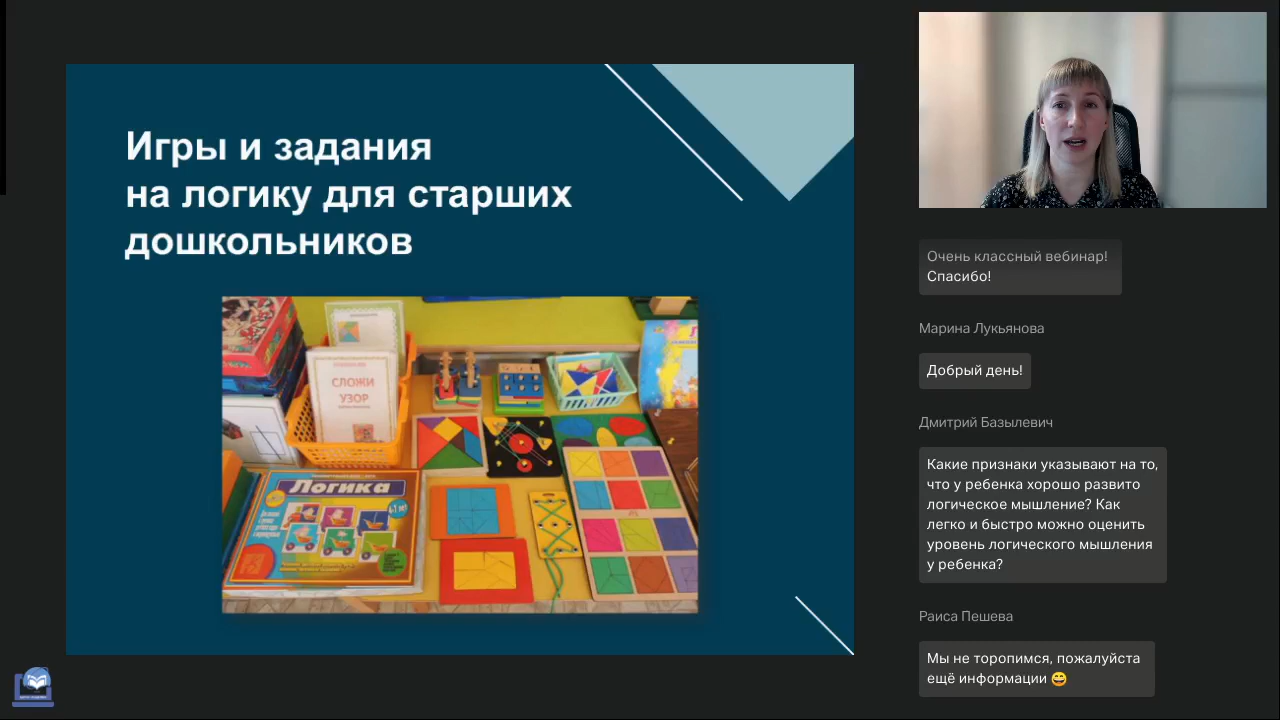 Игры и задания
на логику для старших
дошкольников
СЛОЖИ
УЗОР
Логика
Очень классный вебинар!
Спасибо!
Марина Лукьянова
Добрый день!
Дмитрий Базылевич
Какие признаки указывают на то,
что у ребенка хорошо развито
логическое мышление? Как
легко и быстро можно оценить
уровень логического мышления
у ребенка?
Раиса Пешева
Мы не торопимся, пожалуйста
ещё информации 😄